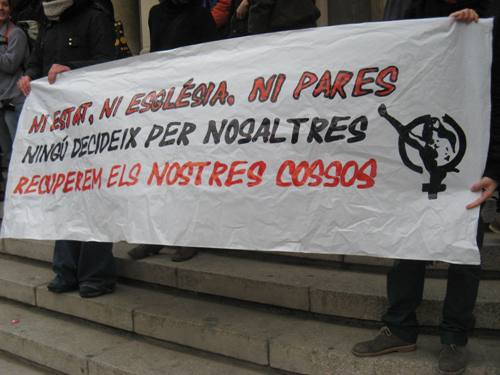 NI ESTAT, NI ESGLÉSIA, NI PARES
NINGÚ DECIDEIX PER NOSALTRES
RECUPEREM ELS NOSTRES COSSOS